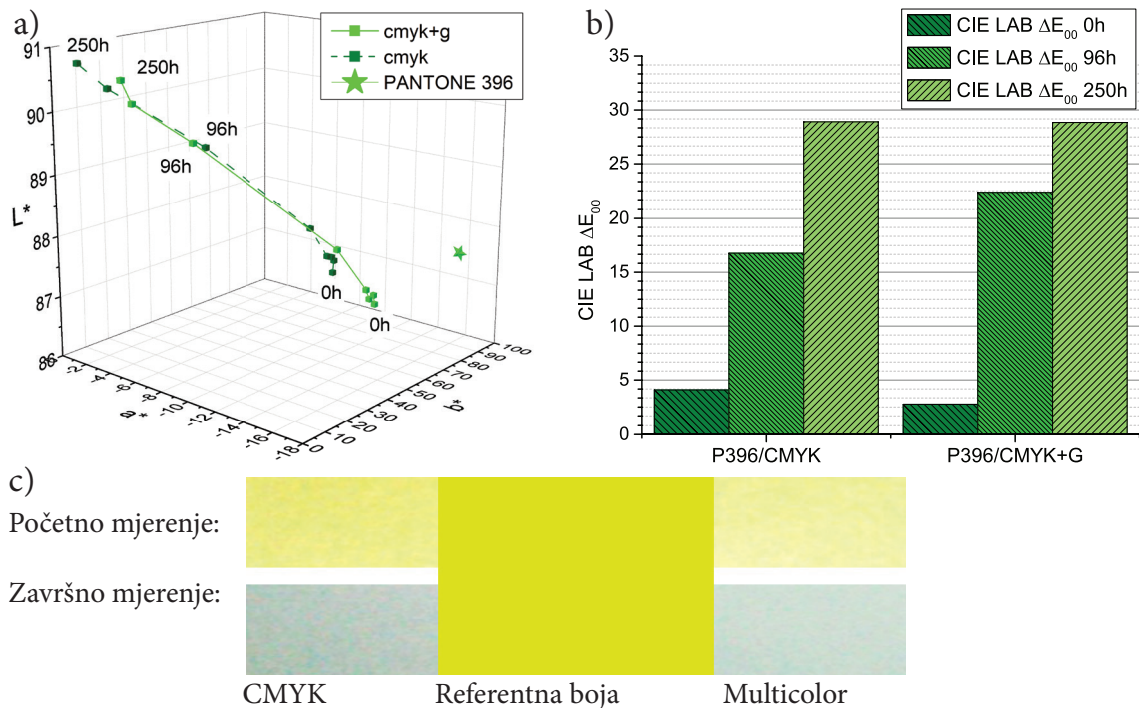 a)
cmyk+g
cmyk
PANTONE 396
91
90
89
88
87
86
L*
250h
250h
96h
96h
0h
0h
-2
-4
-6
-8
-10
-12
-14
-16
-18
a*
0
10
20
30
40
50
60
70
80
90
100
b*
b)
CIE LAB ΔE₀₀ 0h
CIE LAB ΔE₀₀ 96h
CIE LAB ΔE₀₀ 250h
35
30
25
20
15
10
5
0
CIE LAB ΔE₀₀
P396/CMYK P396/CMYK+G
c)
Početno mjerenje:
Završno mjerenje:
CMYK Referentna boja Multicolor